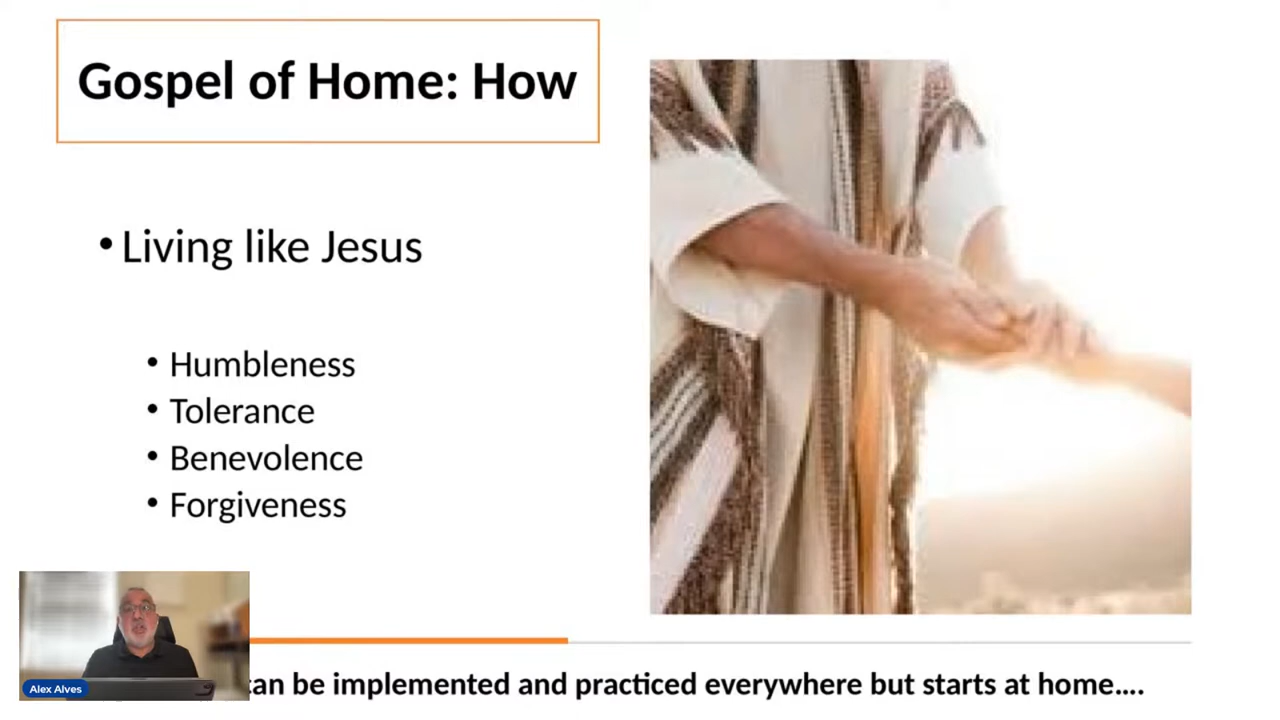 Gospel of Home: How
• Living like Jesus
• Humbleness
• Tolerance
• Benevolence
• Forgiveness
Alex Alves
can be implemented and practiced everywhere but starts at home....